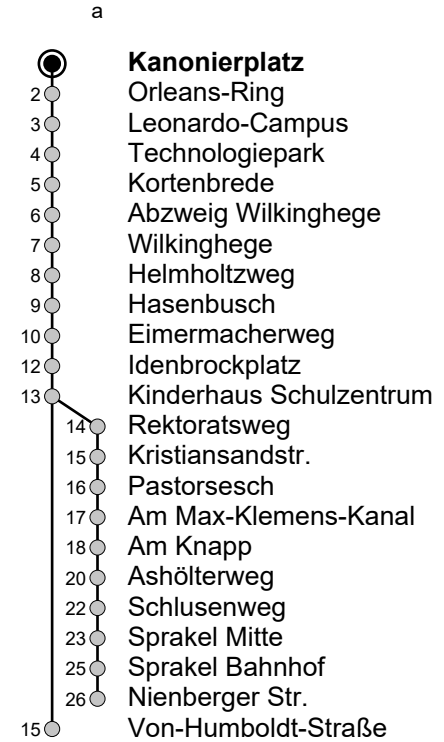 a
Kanonierplatz
2 Orleans-Ring
3 Leonardo-Campus
4 Technologiepark
5 Kortenbrede
6 Abzweig Wilkinghege
7 Wilkinghege
8 Helmholtzweg
9 Hasenbusch
10 Eimermacherweg
12 Idenbrockplatz
13 Kinderhaus Schulzentrum
14 Rektoratsweg
15 Kristiansandstr.
16 Pastorsesch
17 Am Max-Klemens-Kanal
18 Am Knapp
20 Ashölterweg
22 Schlusenweg
23 Sprakel Mitte
25 Sprakel Bahnhof
26 Nienberger Str.
15 Von-Humboldt-Straße